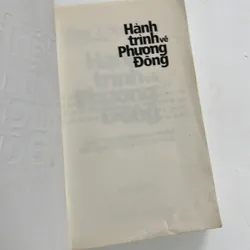 Hành
trình về
Phương
Đông